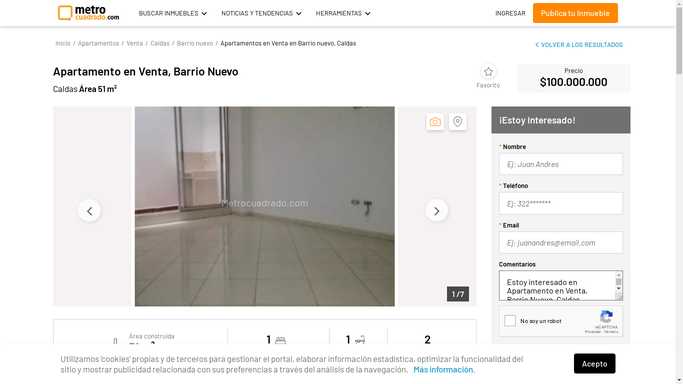 metro
cuadrado.com
BUSCAR INMUEBLES
NOTICIAS Y TENDENCIAS
HERRAMIENTAS
INGRESAR
Publica tu Inmueble
Inicio / Apartamentos / Venta / Caldas / Barrio nuevo / Apartamentos en Venta en Barrio nuevo, Caldas
VOLVER A LOS RESULTADOS
Apartamento en Venta, Barrio Nuevo
Caldas Área 51 m²
Favorito
Precio
$100.000.000
Metrocuadrado.com
1 / 7
¡Estoy Interesado!
* Nombre
Ej: Juan Andres
* Teléfono
Ej: 322*******
* Email
Ej: juanandres@email.com
Comentarios
Estoy interesado en
Apartamento en Venta,
Barrio Nuevo, Caldas
No soy un robot
reCAPTCHA
Privacidad - Términos
Área construida
1
1
2
Utilizamos 'cookies' propias y de terceros para gestionar el portal, elaborar información estadística, optimizar la funcionalidad del
sitio y mostrar publicidad relacionada con sus preferencias a través del análisis de la navegación. Más información.
Acepto